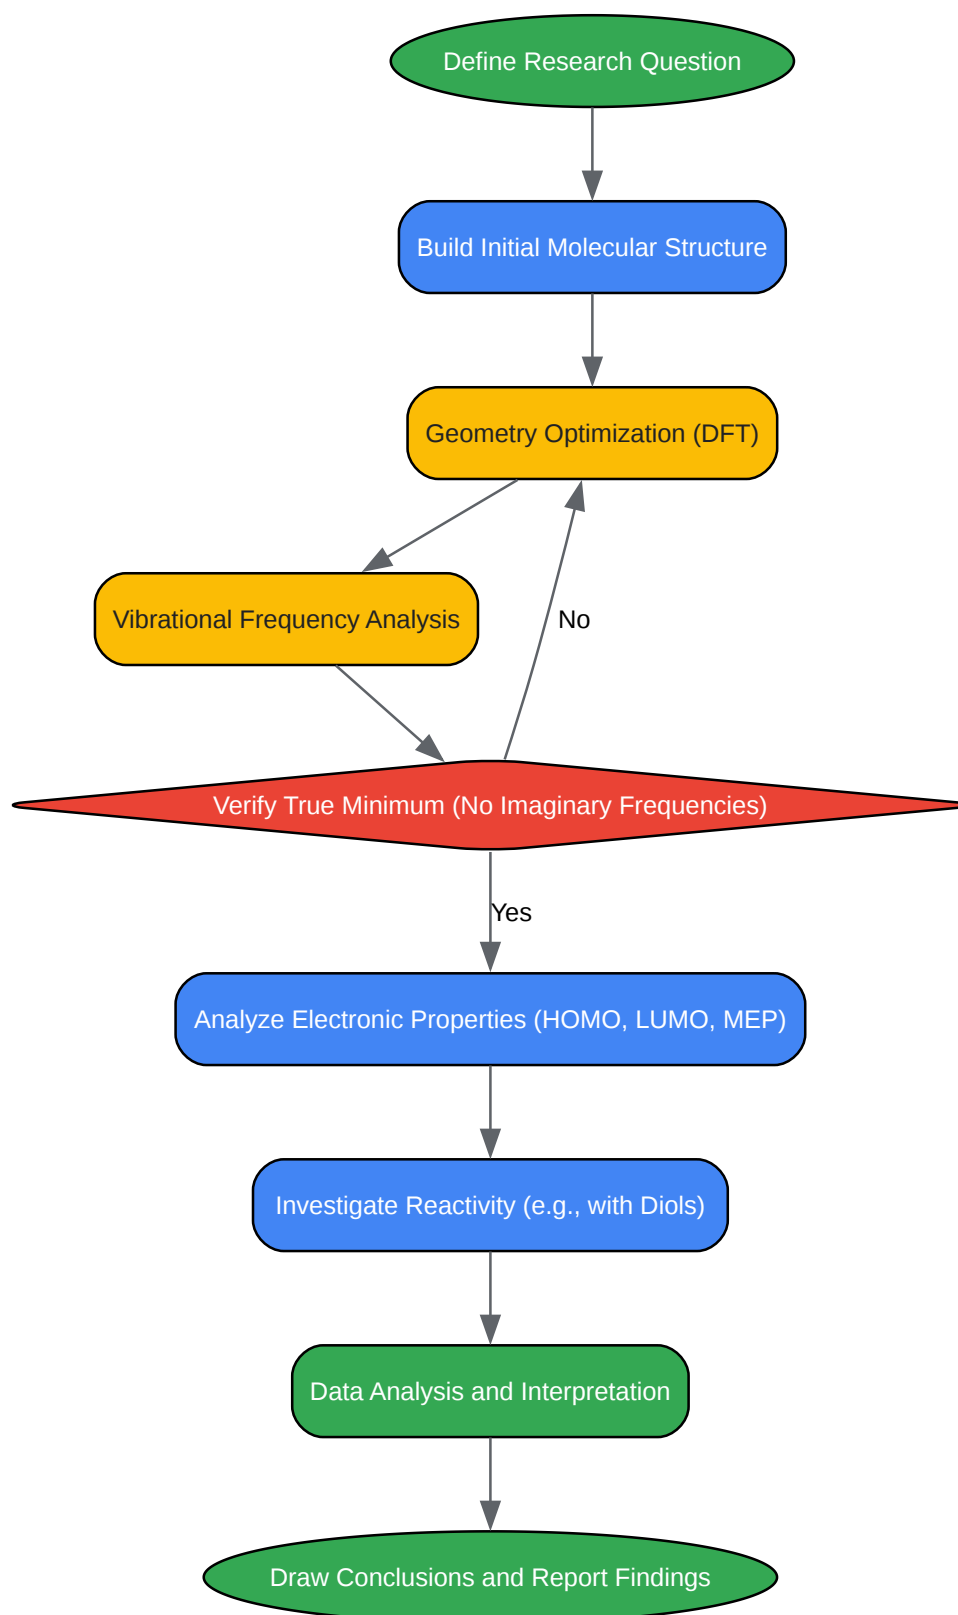 Define Research Question
Build Initial Molecular Structure
Geometry Optimization (DFT)
Vibrational Frequency Analysis
No
Verify True Minimum (No Imaginary Frequencies)
Yes
Analyze Electronic Properties (HOMO, LUMO, MEP)
Investigate Reactivity (e.g., with Diols)
Data Analysis and Interpretation
Draw Conclusions and Report Findings